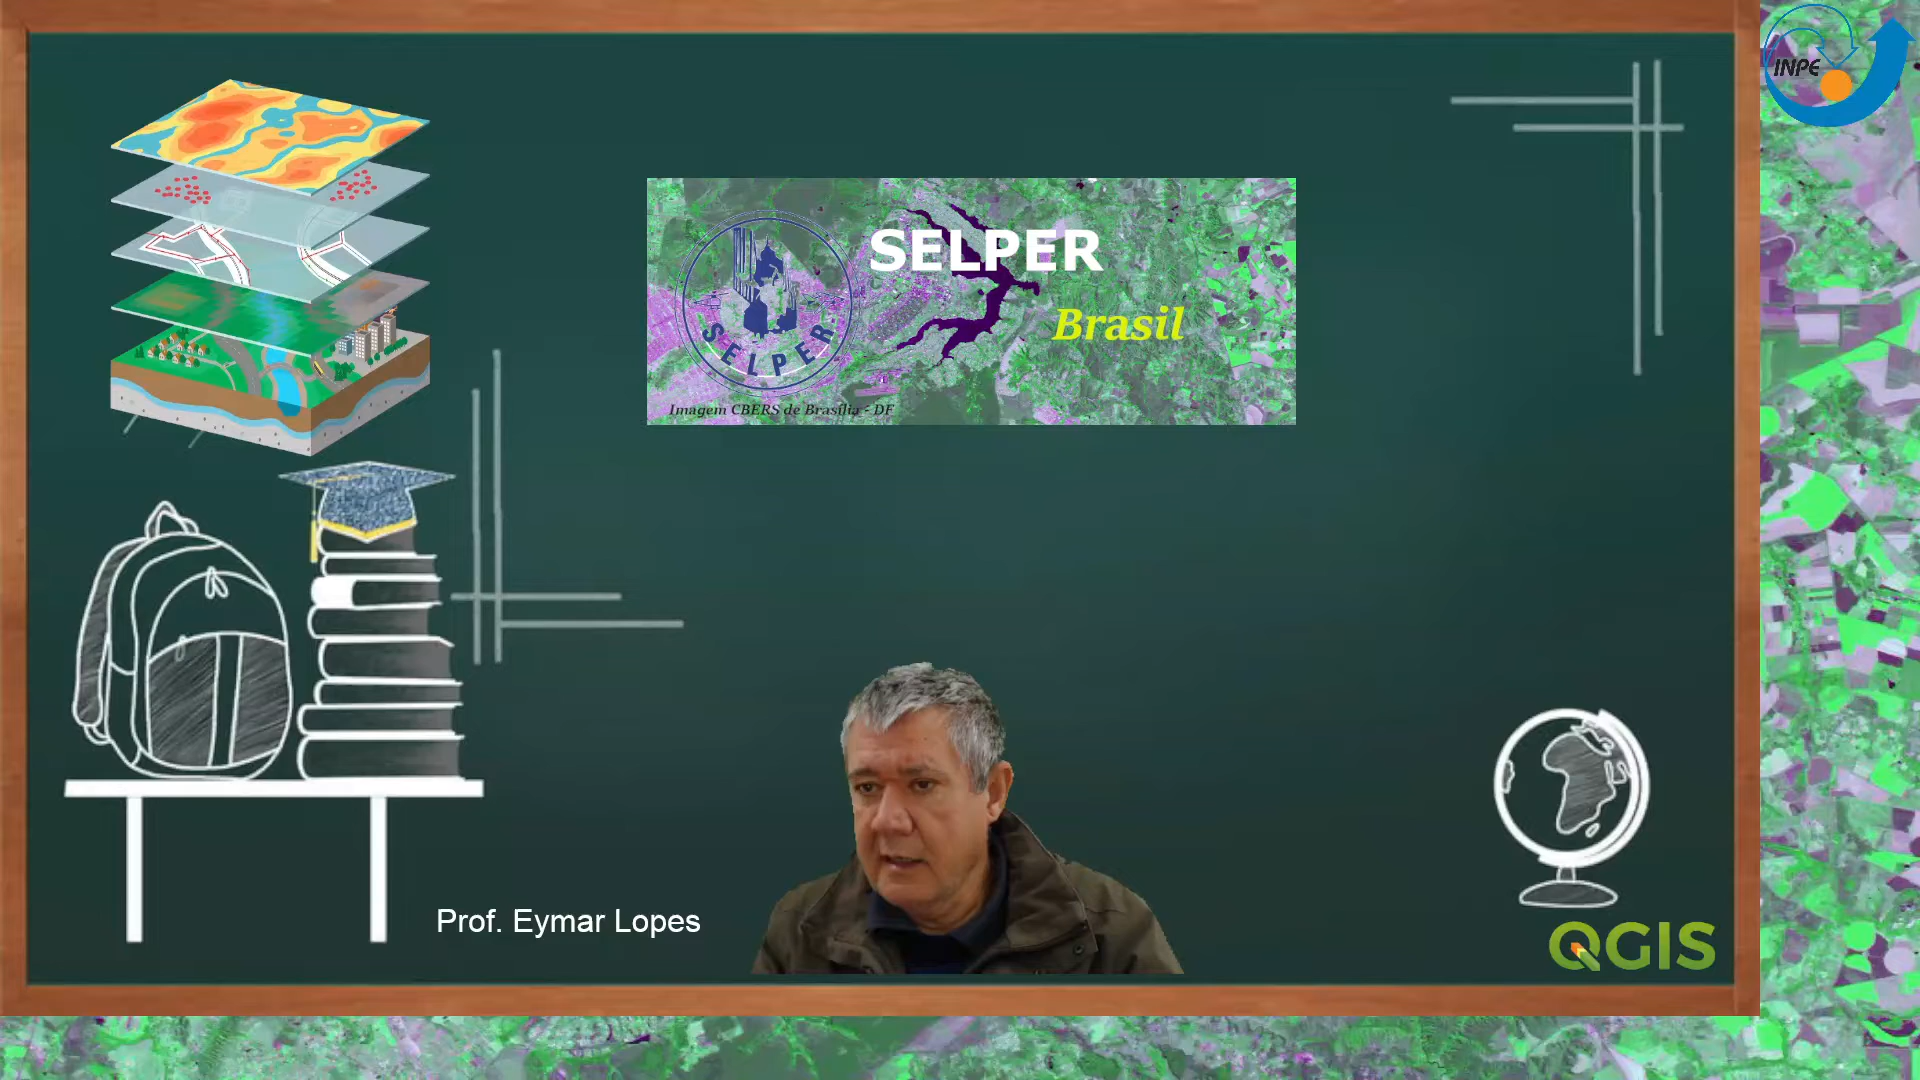 INPE
SELPER
Brasil
SELPER
Imagem CBERS de Brasília - DF
Prof. Eymar Lopes
QGIS